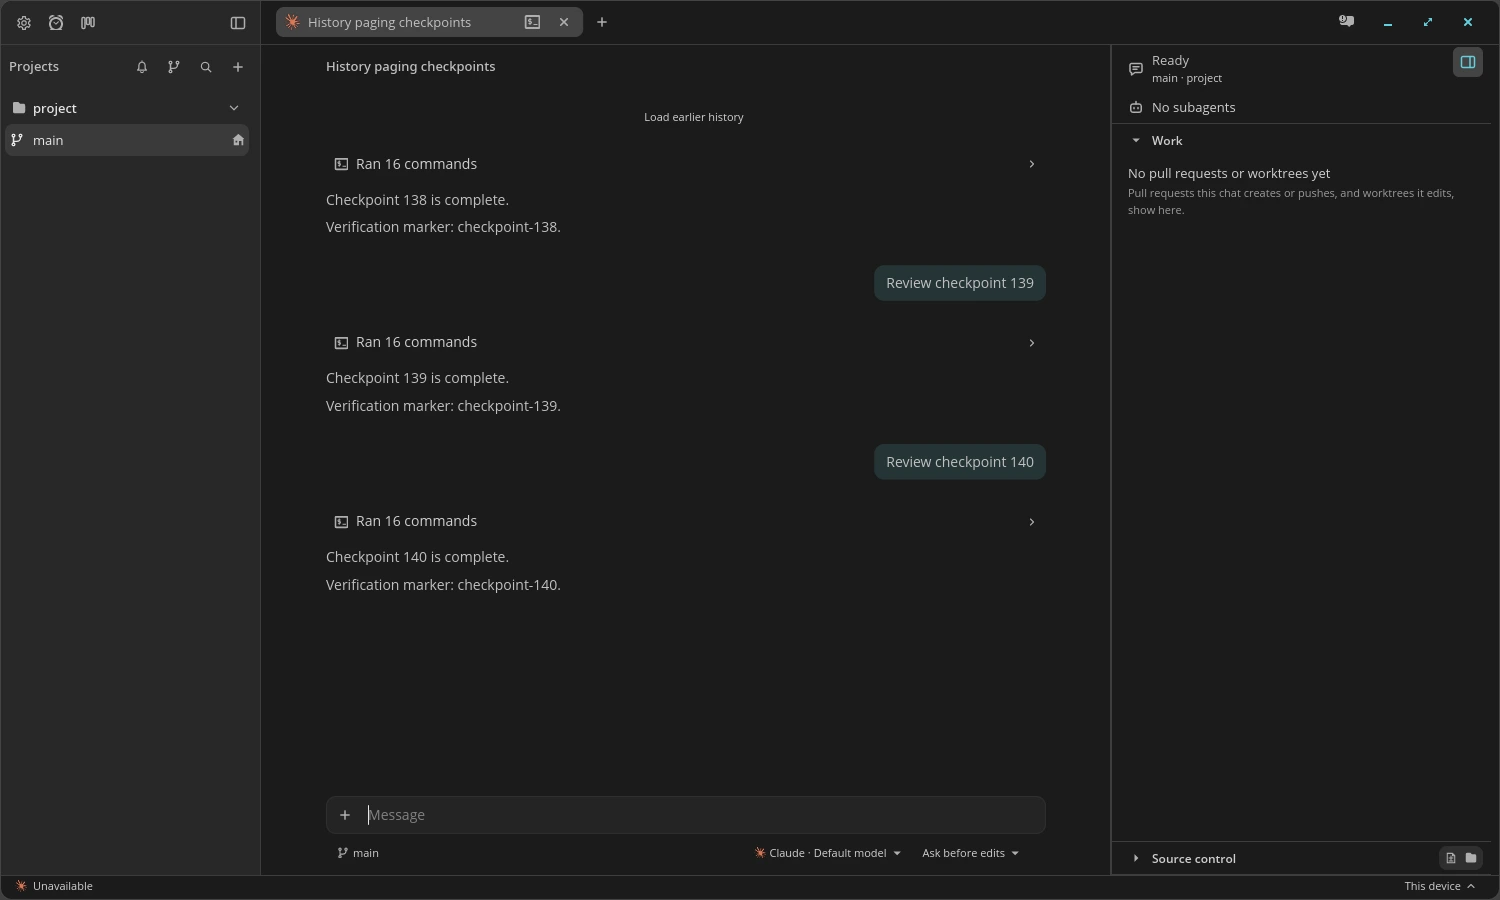 History paging checkpoints
Projects
project
main
History paging checkpoints
Load earlier history
Ran 16 commands
Checkpoint 138 is complete.
Verification marker: checkpoint-138.
Review checkpoint 139
Ran 16 commands
Checkpoint 139 is complete.
Verification marker: checkpoint-139.
Review checkpoint 140
Ran 16 commands
Checkpoint 140 is complete.
Verification marker: checkpoint-140.
Message
main
Claude · Default model
Ask before edits
Ready
main · project
No subagents
Work
No pull requests or worktrees yet
Pull requests this chat creates or pushes, and worktrees it edits,
show here.
Source control
Unavailable
This device